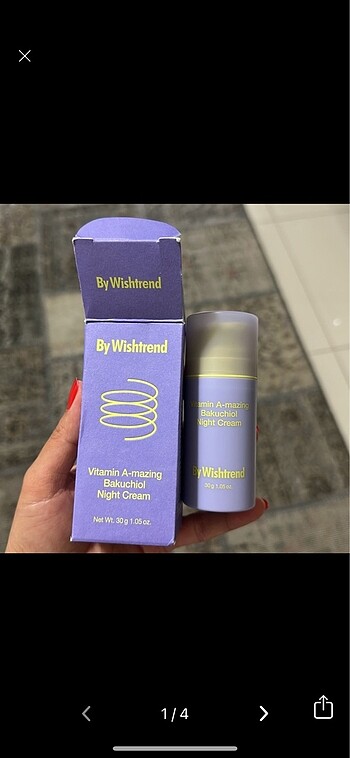 By Wishtrend
By Wishtrend
Vitamin A-mazing
Bakuchiol
Night Cream
Net Wt. 30 g 1.05 oz.
Vitamin A-mazing
Bakuchiol
Night Cream
By Wishtrend
30 g 1.05 oz.
1 / 4